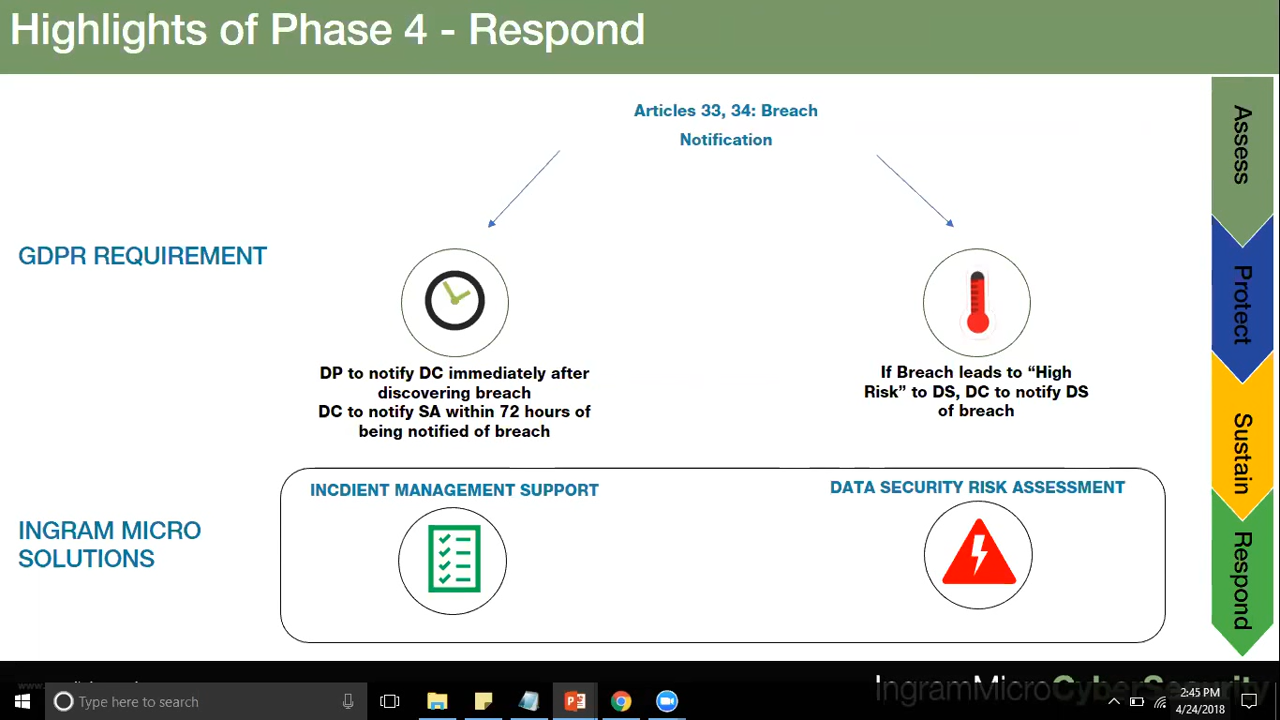 Highlights of Phase 4 - Respond
Articles 33, 34: Breach
Notification
GDPR REQUIREMENT
DP to notify DC immediately after
discovering breach
DC to notify SA within 72 hours of
being notified of breach
If Breach leads to “High
Risk” to DS, DC to notify DS
of breach
INGRAM MICRO
SOLUTIONS
INCDIENT MANAGEMENT SUPPORT
DATA SECURITY RISK ASSESSMENT
Assess
Protect
Sustain
Respond
IngramMicroCyberSecurity
Type here to search
2:45 PM
4/24/2018